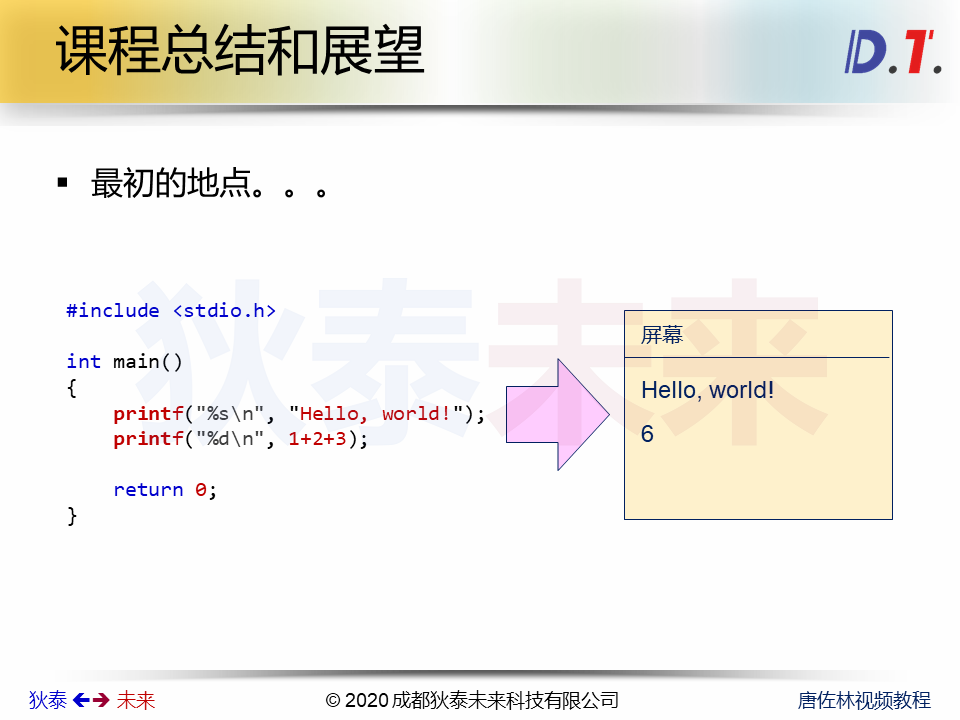 课程总结和展望
D.T.
▪ 最初的地点。。。
狄泰未来
#include <stdio.h>
int main()
{
    printf("%s\n", "Hello, world!");
    printf("%d\n", 1+2+3);
    return 0;
}
屏幕
Hello, world!
6
狄泰 ←→ 未来
© 2020 成都狄泰未来科技有限公司
唐佐林视频教程